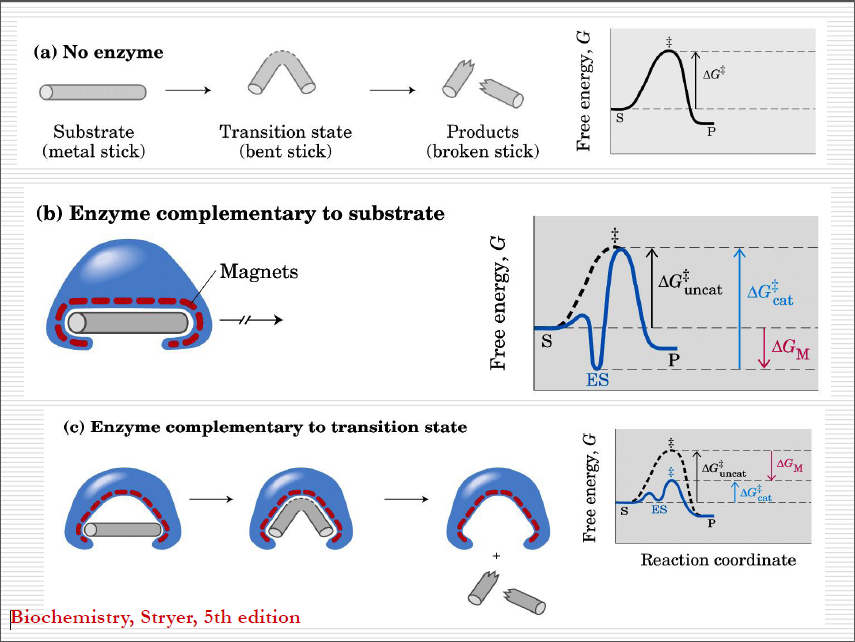 (a) No enzyme
Substrate
(metal stick)
Transition state
(bent stick)
Products
(broken stick)
Free energy, G
‡
ΔG‡
S
P
(b) Enzyme complementary to substrate
Magnets
Free energy, G
‡
ΔG‡uncat
ΔG‡cat
ΔGM
S
P
ES
(c) Enzyme complementary to transition state
+
Free energy, G
‡
‡
ΔG‡uncat
ΔGM
ΔG‡cat
S
ES
P
Reaction coordinate
Biochemistry, Stryer, 5th edition